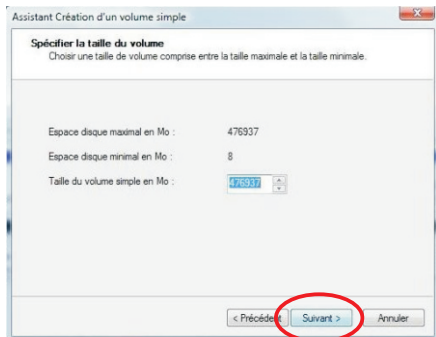 Assistant Création d'un volume simple
Spécifier la taille du volume
Choisir une taille de volume comprise entre la taille maximale et la taille minimale.
Espace disque maximal en Mo : 476937
Espace disque minimal en Mo : 8
Taille du volume simple en Mo : 476937
< Précédent Suivant > Annuler